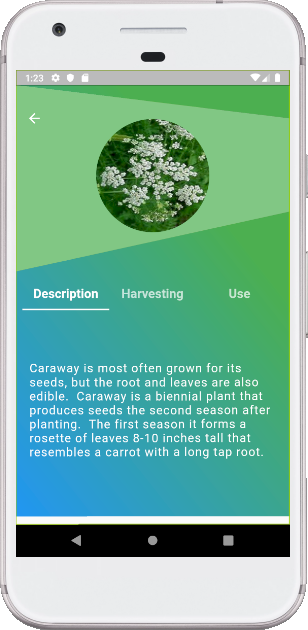 1:23
Description Harvesting Use
Caraway is most often grown for its
seeds, but the root and leaves are also
edible.  Caraway is a biennial plant that
produces seeds the second season after
planting.  The first season it forms a
rosette of leaves 8-10 inches tall that
resembles a carrot with a long tap root.